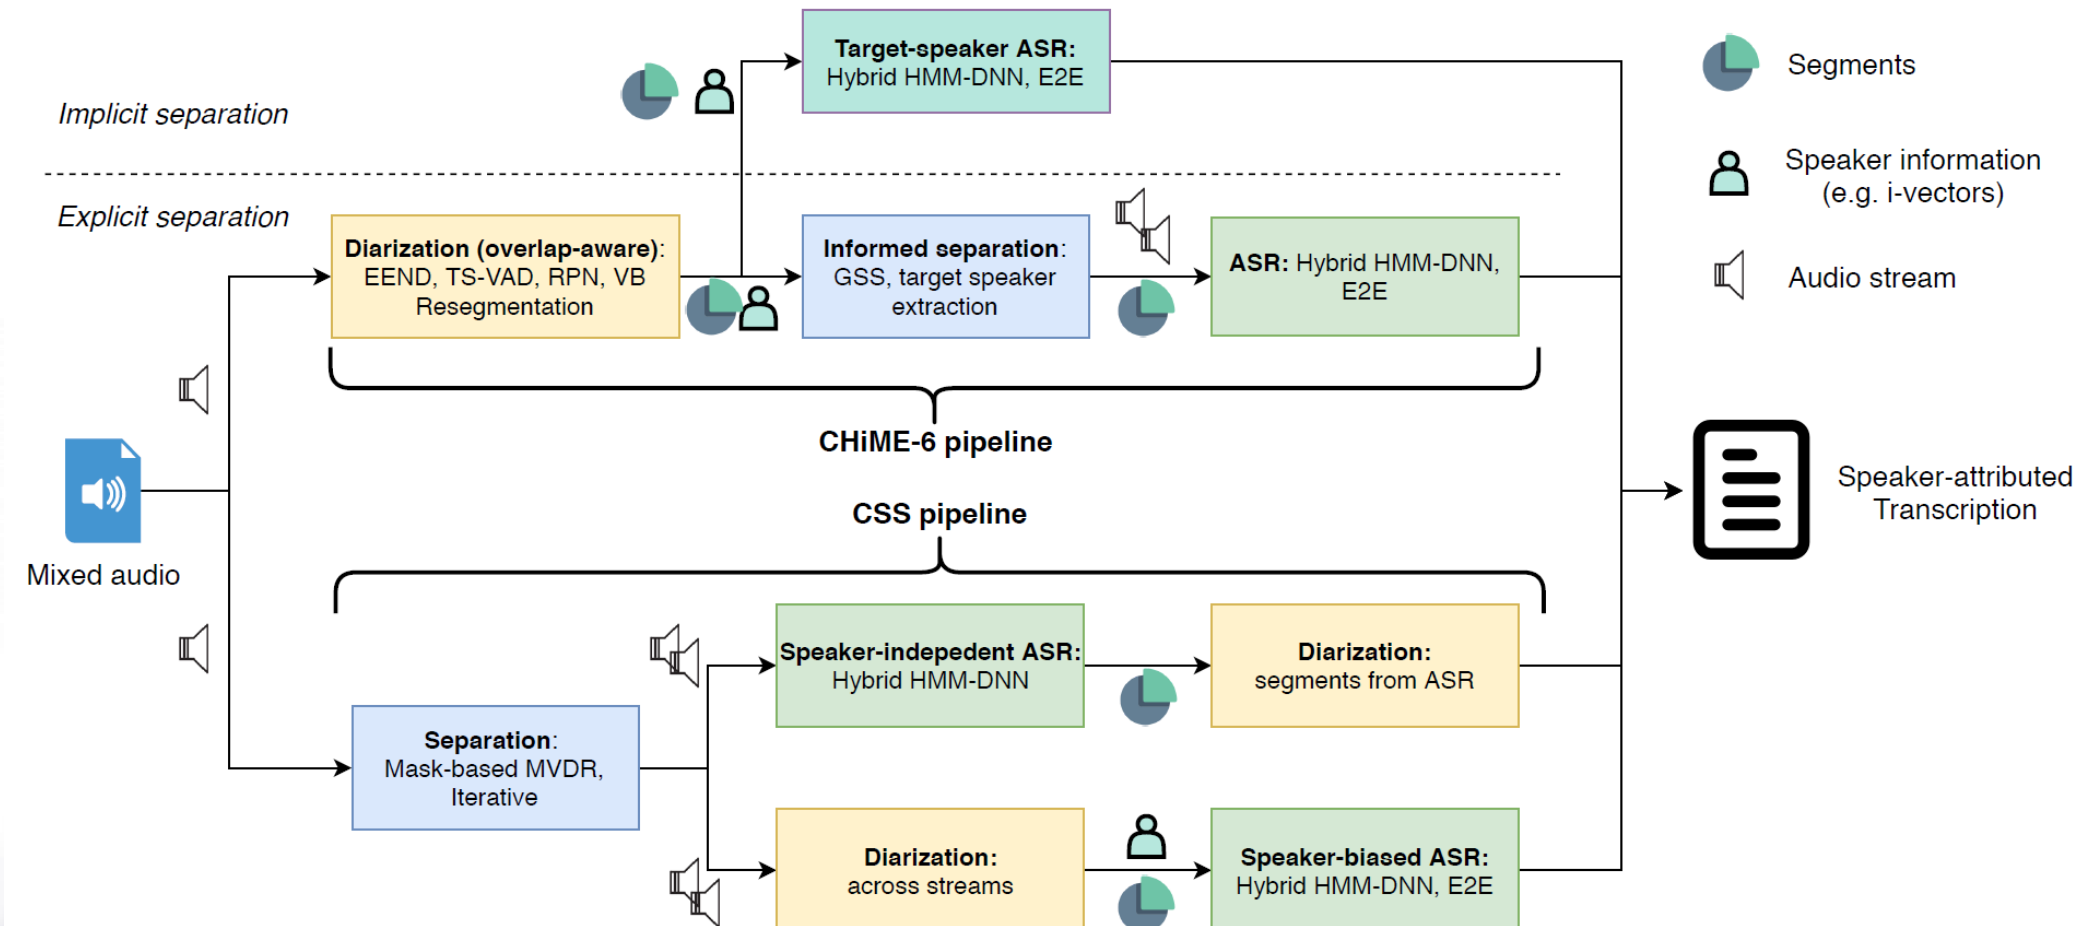 Target-speaker ASR:
Hybrid HMM-DNN, E2E
Segments
Implicit separation
Speaker information
(e.g. i-vectors)
Explicit separation
Diarization (overlap-aware):
EEND, TS-VAD, RPN, VB
Resegmentation
Informed separation:
GSS, target speaker
extraction
ASR: Hybrid HMM-DNN,
E2E
Audio stream
CHiME-6 pipeline
CSS pipeline
Mixed audio
Speaker-attributed
Transcription
Speaker-indepedent ASR:
Hybrid HMM-DNN
Diarization:
segments from ASR
Separation:
Mask-based MVDR,
Iterative
Diarization:
across streams
Speaker-biased ASR:
Hybrid HMM-DNN, E2E